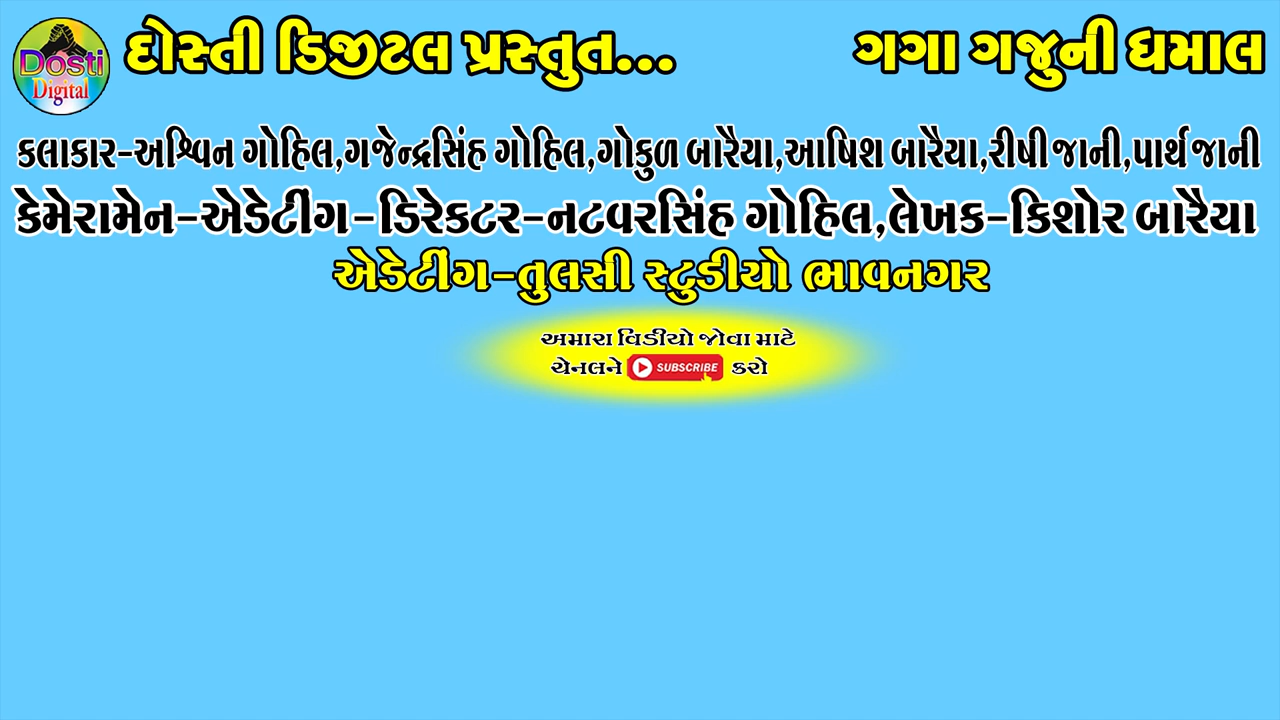 Dosti
Digital
દોસ્તી ડિજીટલ પ્રસ્તુત... ગગા ગજુની ધમાલ
કલાકાર-અશ્વિન ગોહિલ,ગજેન્દ્રસિંહ ગોહિલ,ગોકુળ બારૈયા,આષિશ બારૈયા,રીષી જાની,પાર્થ જાની
કેમેરામેન-એડેટીંગ-ડિરેકટર-નટવરસિંહ ગોહિલ,લેખક-કિશોર બારૈયા
એડેટીંગ-તુલસી સ્ટુડીયો ભાવનગર
અમારા વિડીયો જોવા માટે
ચેનલને SUBSCRIBE કરો